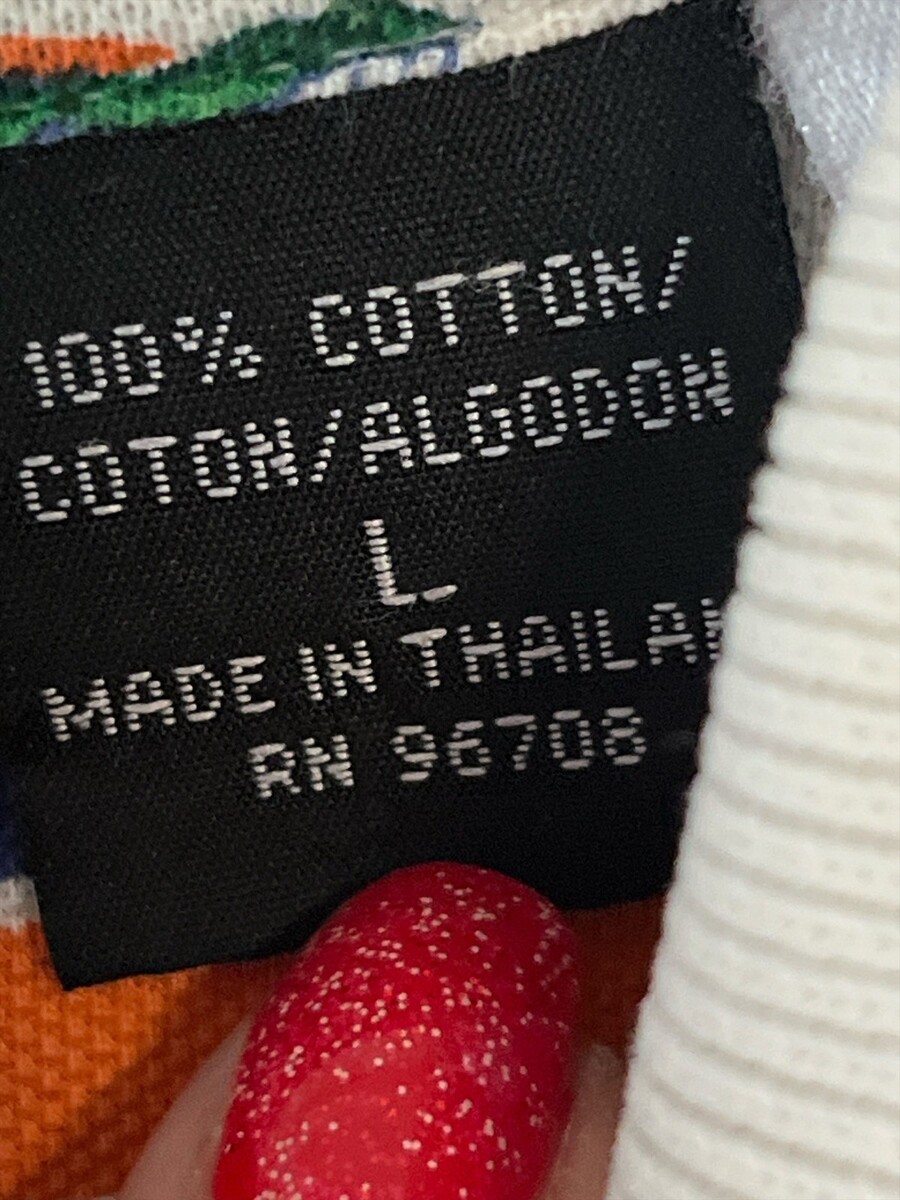 100% COTTON/
COTON/ALGODON
L
MADE IN THAILAN
RN 96708